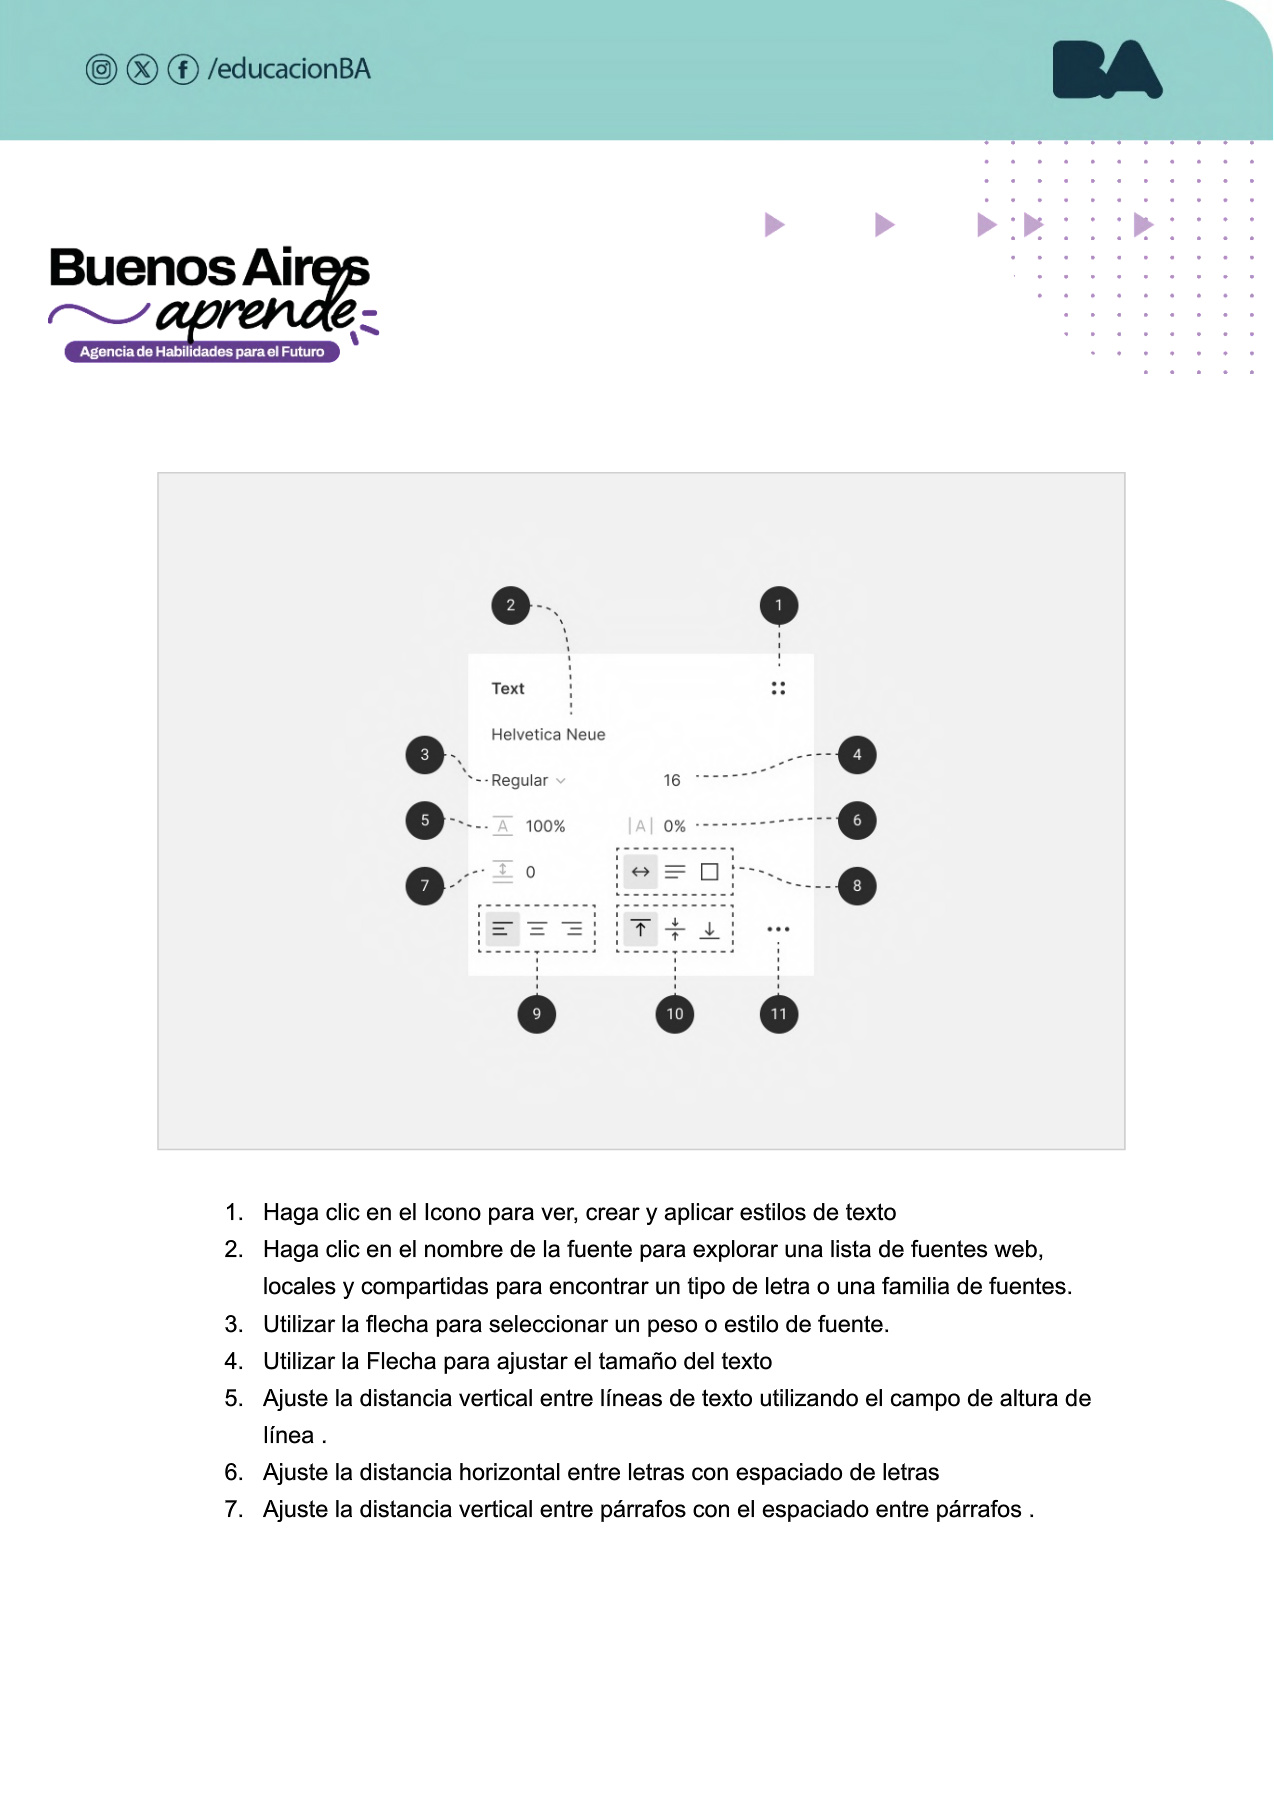 /educacionBA
BA
Buenos Aires
aprende
Agencia de Habilidades para el Futuro
2
1
Text
Helvetica Neue
3
Regular
16
4
5
A 100%
|A| 0%
6
7
0
8
9
10
11
1. Haga clic en el Icono para ver, crear y aplicar estilos de texto
2. Haga clic en el nombre de la fuente para explorar una lista de fuentes web,
locales y compartidas para encontrar un tipo de letra o una familia de fuentes.
3. Utilizar la flecha para seleccionar un peso o estilo de fuente.
4. Utilizar la Flecha para ajustar el tamaño del texto
5. Ajuste la distancia vertical entre líneas de texto utilizando el campo de altura de
línea .
6. Ajuste la distancia horizontal entre letras con espaciado de letras
7. Ajuste la distancia vertical entre párrafos con el espaciado entre párrafos .